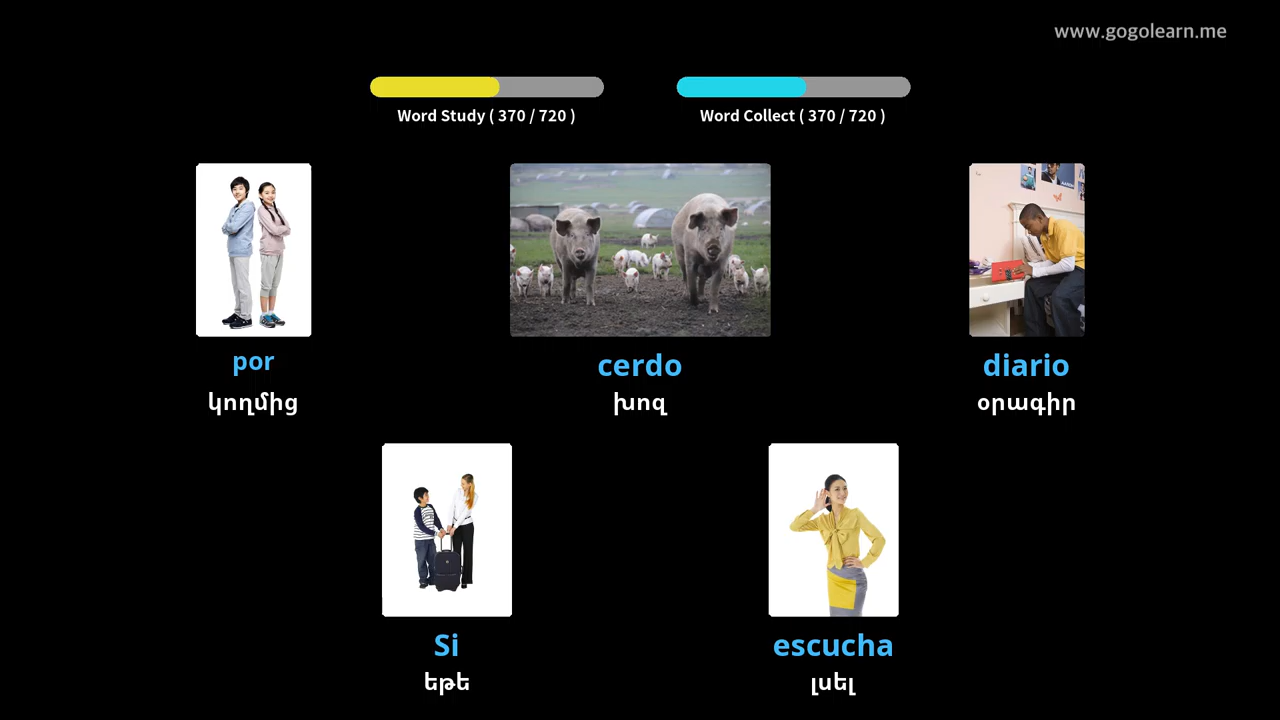 www.gogolearn.me
Word Study ( 370 / 720 )
Word Collect ( 370 / 720 )
por
կողմից
cerdo
խոզ
diario
օրագիր
Si
եթե
escucha
լսել